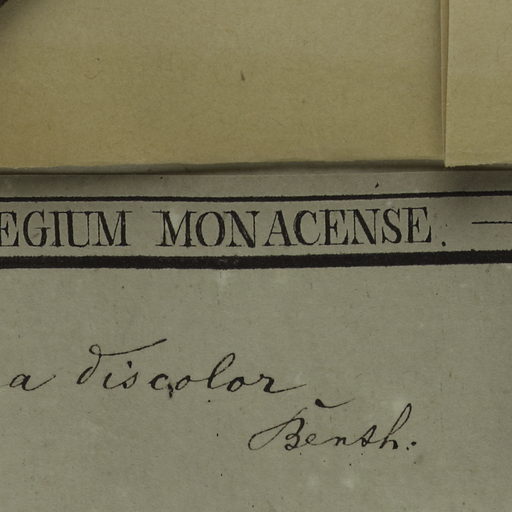 EGIUM MONACENSE.
a discolor
Benth.